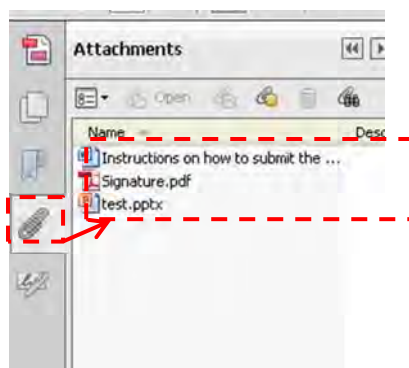 Attachments
Open
Name
Desc
Instructions on how to submit the ...
Signature.pdf
test.pptx